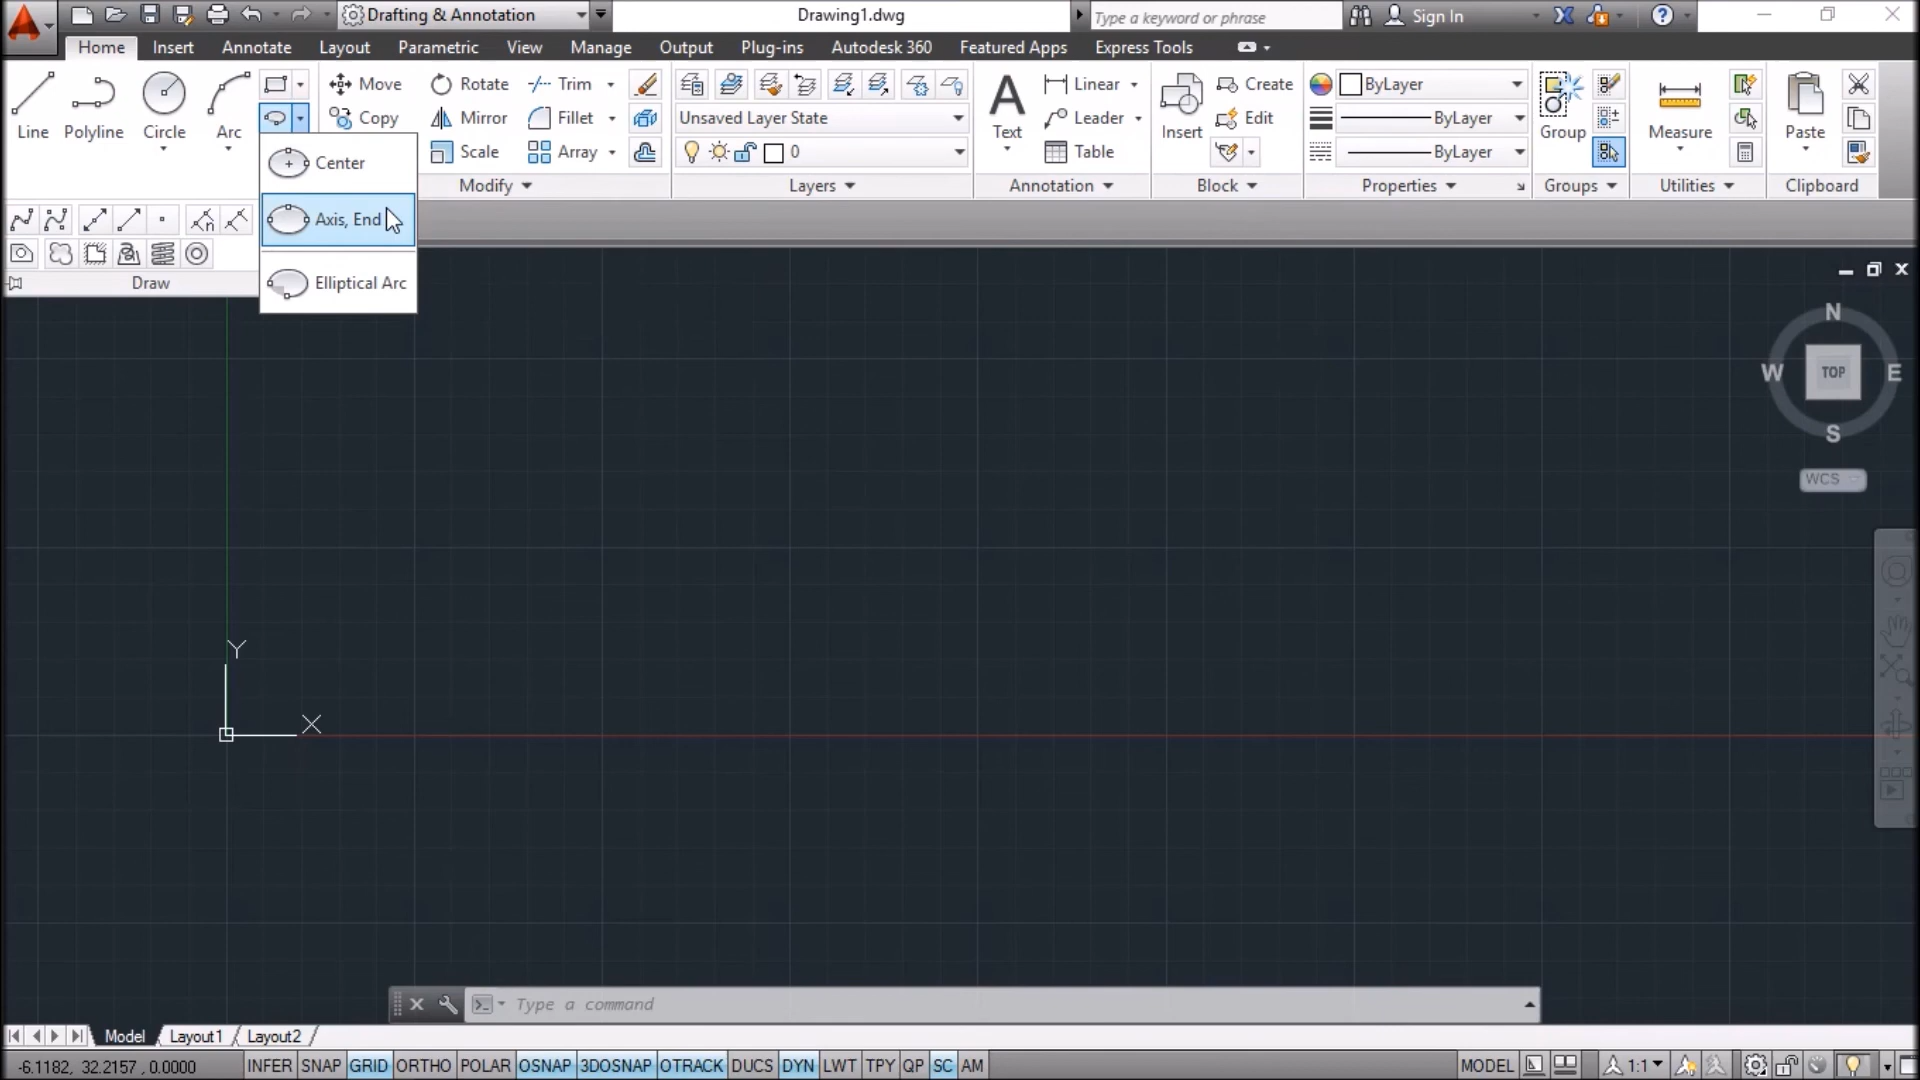 Drafting & Annotation
Drawing1.dwg
Type a keyword or phrase
Sign In
Home Insert Annotate Layout Parametric View Manage Output Plug-ins Autodesk 360 Featured Apps Express Tools
Line
Polyline
Circle
Arc
Move Rotate Trim
Copy Mirror Fillet
Scale Array
Modify
Unsaved Layer State
0
Layers
Text
Linear
Leader
Table
Annotation
Insert
Create
Edit
Block
ByLayer
ByLayer
ByLayer
Properties
Group
Groups
Measure
Utilities
Paste
Clipboard
Center
Axis, End
Elliptical Arc
Draw
N
W TOP E
S
WCS
Y
X
Type a command
Model Layout1 Layout2
-6.1182, 32.2157 , 0.0000 INFER SNAP GRID ORTHO POLAR OSNAP 3DOSNAP OTRACK DUCS DYN LWT TPY QP SC AM MODEL 1:1